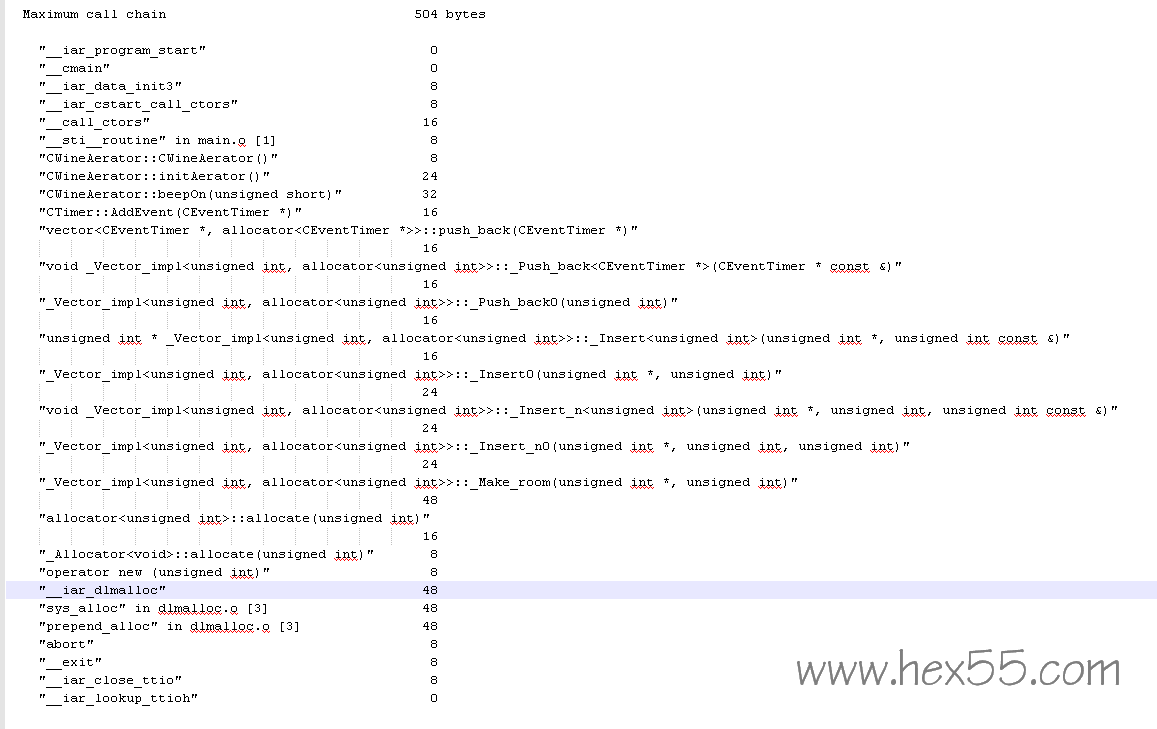 Maximum call chain 504 bytes
"__iar_program_start" 0
"__cmain" 0
"__iar_data_init3" 8
"__iar_cstart_call_ctors" 8
"__call_ctors" 16
"__sti__routine" in main.o [1] 8
"CWineAerator::CWineAerator()" 8
"CWineAerator::initAerator()" 24
"CWineAerator::beepOn(unsigned short)" 32
"CTimer::AddEvent(CEventTimer *)" 16
"vector<CEventTimer *, allocator<CEventTimer *>>::push_back(CEventTimer *)"
16
"void _Vector_impl<unsigned int, allocator<unsigned int>>::_Push_back<CEventTimer *>(CEventTimer * const &)"
16
"_Vector_impl<unsigned int, allocator<unsigned int>>::_Push_back0(unsigned int)"
16
"unsigned int * _Vector_impl<unsigned int, allocator<unsigned int>>::_Insert<unsigned int>(unsigned int *, unsigned int const &)"
16
"_Vector_impl<unsigned int, allocator<unsigned int>>::_Insert0(unsigned int *, unsigned int)"
24
"void _Vector_impl<unsigned int, allocator<unsigned int>>::_Insert_n<unsigned int>(unsigned int *, unsigned int, unsigned int const &)"
24
"_Vector_impl<unsigned int, allocator<unsigned int>>::_Insert_n0(unsigned int *, unsigned int, unsigned int)"
24
"_Vector_impl<unsigned int, allocator<unsigned int>>::_Make_room(unsigned int *, unsigned int)"
48
"allocator<unsigned int>::allocate(unsigned int)"
16
"_Allocator<void>::allocate(unsigned int)" 8
"operator new (unsigned int)" 8
"__iar_dlmalloc" 48
"sys_alloc" in dlmalloc.o [3] 48
"prepend_alloc" in dlmalloc.o [3] 48
"abort" 8
"__exit" 8
"__iar_close_ttio" 8
"__iar_lookup_ttioh" 0
www.hex55.com